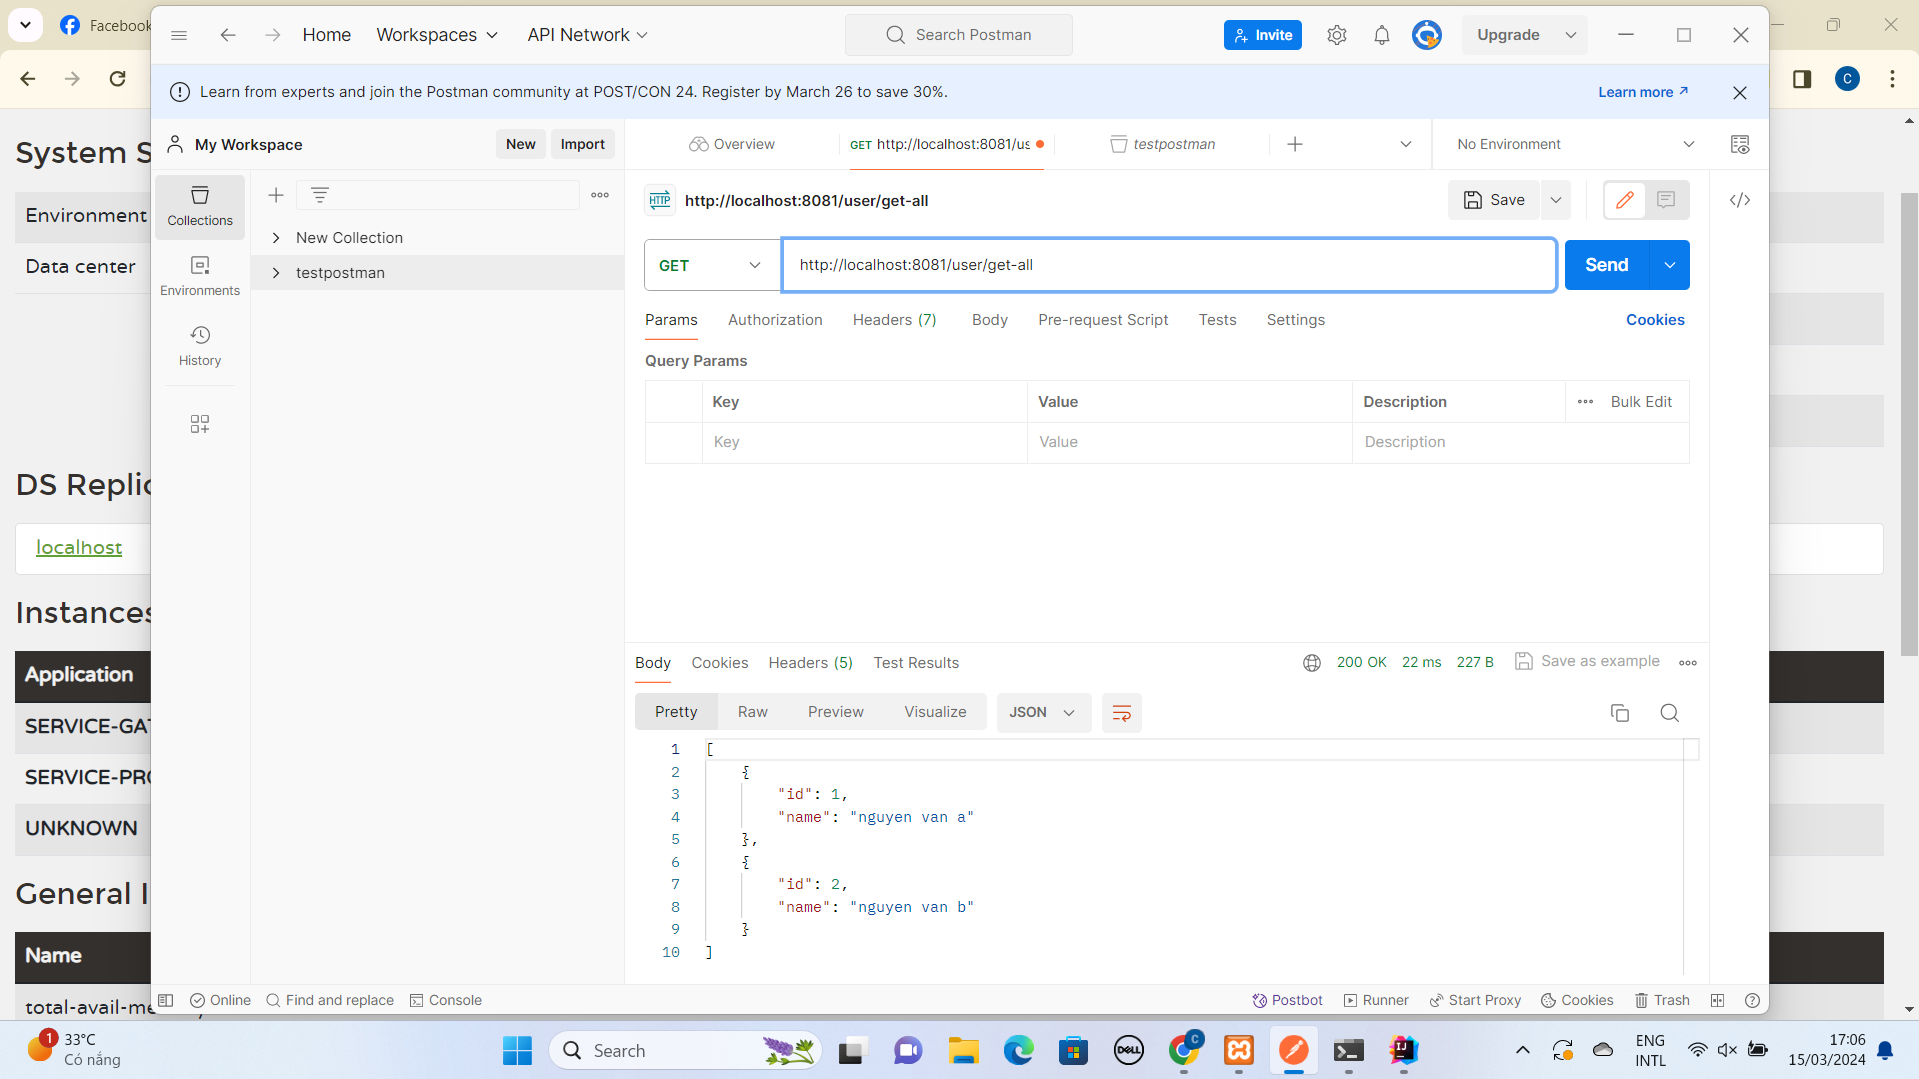 Facebook
Home
Workspaces
API Network
Search Postman
Invite
Upgrade
C
Learn from experts and join the Postman community at POST/CON 24. Register by March 26 to save 30%.
Learn more
System S
Environment
Data center
DS Replic
localhost
Instances
Application
SERVICE-GAT
SERVICE-PRO
UNKNOWN
General I
Name
total-avail-me
My Workspace
New
Import
Overview
GET http://localhost:8081/us
testpostman
No Environment
Collections
Environments
History
New Collection
testpostman
HTTP
http://localhost:8081/user/get-all
Save
GET
http://localhost:8081/user/get-all
Send
Params
Authorization
Headers (7)
Body
Pre-request Script
Tests
Settings
Cookies
Query Params
Key
Value
Description
Bulk Edit
Key
Value
Description
Body
Cookies
Headers (5)
Test Results
200 OK
22 ms
227 B
Save as example
Pretty
Raw
Preview
Visualize
JSON
1 [
2 {
3 "id": 1,
4 "name": "nguyen van a"
5 },
6 {
7 "id": 2,
8 "name": "nguyen van b"
9 }
10 ]
Online
Find and replace
Console
Postbot
Runner
Start Proxy
Cookies
Trash
1
33°C
Có nắng
Search
DELL
C
IJ
ENG
INTL
17:06
15/03/2024